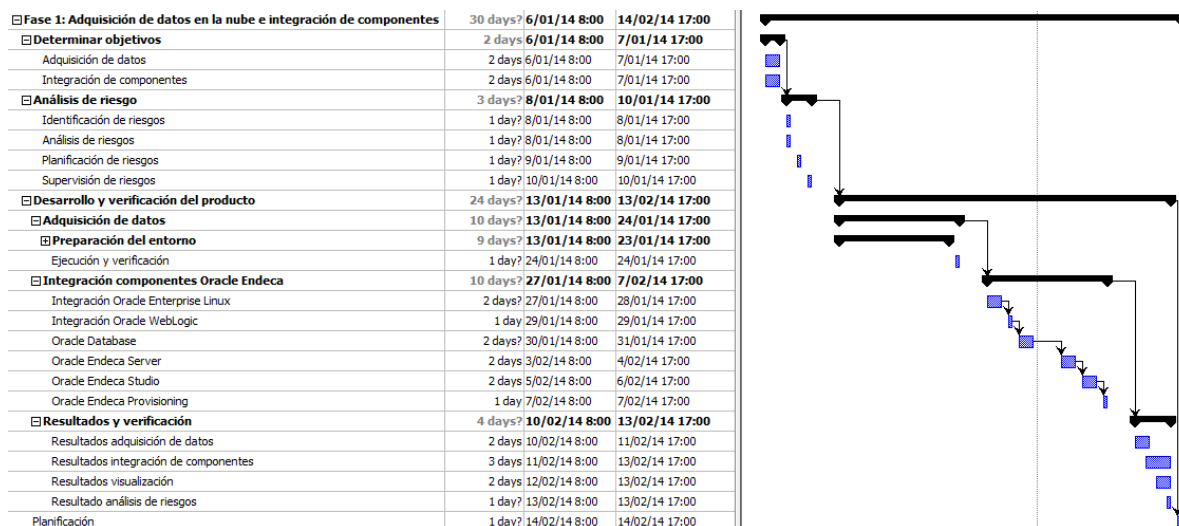 Fase 1: Adquisición de datos en la nube e integración de componentes 30 days? 6/01/14 8:00 14/02/14 17:00
Determinar objetivos 2 days 6/01/14 8:00 7/01/14 17:00
Adquisición de datos 2 days 6/01/14 8:00 7/01/14 17:00
Integración de componentes 2 days 6/01/14 8:00 7/01/14 17:00
Análisis de riesgo 3 days? 8/01/14 8:00 10/01/14 17:00
Identificación de riesgos 1 day? 8/01/14 8:00 8/01/14 17:00
Análisis de riesgos 1 day? 8/01/14 8:00 8/01/14 17:00
Planificación de riesgos 1 day? 9/01/14 8:00 9/01/14 17:00
Supervisión de riesgos 1 day? 10/01/14 8:00 10/01/14 17:00
Desarrollo y verificación del producto 24 days? 13/01/14 8:00 13/02/14 17:00
Adquisición de datos 10 days? 13/01/14 8:00 24/01/14 17:00
Preparación del entorno 9 days? 13/01/14 8:00 23/01/14 17:00
Ejecución y verificación 1 day? 24/01/14 8:00 24/01/14 17:00
Integración componentes Oracle Endeca 10 days? 27/01/14 8:00 7/02/14 17:00
Integración Oracle Enterprise Linux 2 days? 27/01/14 8:00 28/01/14 17:00
Integración Oracle WebLogic 1 day 29/01/14 8:00 29/01/14 17:00
Oracle Database 2 days? 30/01/14 8:00 31/01/14 17:00
Oracle Endeca Server 2 days 3/02/14 8:00 4/02/14 17:00
Oracle Endeca Studio 2 days 5/02/14 8:00 6/02/14 17:00
Oracle Endeca Provisioning 1 day 7/02/14 8:00 7/02/14 17:00
Resultados y verificación 4 days? 10/02/14 8:00 13/02/14 17:00
Resultados adquisición de datos 2 days 10/02/14 8:00 11/02/14 17:00
Resultados integración de componentes 3 days 11/02/14 8:00 13/02/14 17:00
Resultados visualización 2 days 12/02/14 8:00 13/02/14 17:00
Resultado análisis de riesgos 1 day? 13/02/14 8:00 13/02/14 17:00
Planificación 1 day? 14/02/14 8:00 14/02/14 17:00